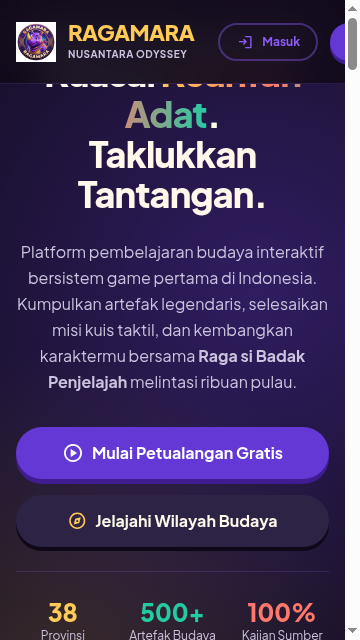 RAGAMARA
NUSANTARA ODYSSEY
Masuk
Adat.
Taklukkan
Tantangan.
Platform pembelajaran budaya interaktif
bersistem game pertama di Indonesia.
Kumpulkan artefak legendaris, selesaikan
misi kuis taktil, dan kembangkan
karaktermu bersama Raga si Badak
Penjelajah melintasi ribuan pulau.
Mulai Petualangan Gratis
Jelajahi Wilayah Budaya
38 500+ 100%
Provinsi Artefak Budaya Kajian Sumber